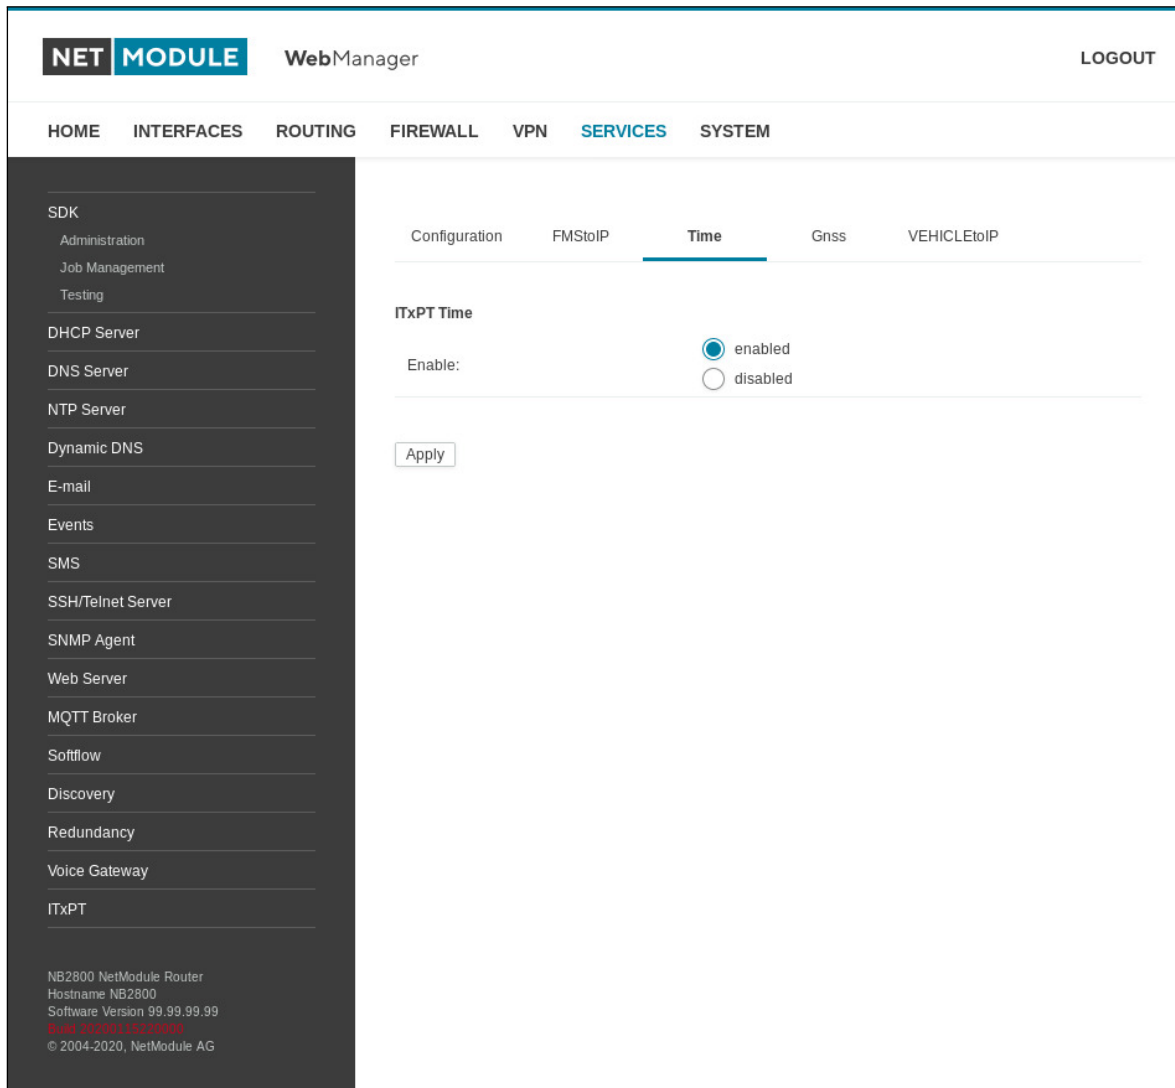 NET MODULE WebManager LOGOUT
HOME INTERFACES ROUTING FIREWALL VPN SERVICES SYSTEM
SDK
Administration
Job Management
Testing
DHCP Server
DNS Server
NTP Server
Dynamic DNS
E-mail
Events
SMS
SSH/Telnet Server
SNMP Agent
Web Server
MQTT Broker
Softflow
Discovery
Redundancy
Voice Gateway
ITxPT
NB2800 NetModule Router
Hostname NB2800
Software Version 99.99.99.99
Build
© 2004-2020, NetModule AG
Configuration FMStoIP Time Gnss VEHICLEtoIP
ITxPT Time
Enable:
enabled
disabled
Apply